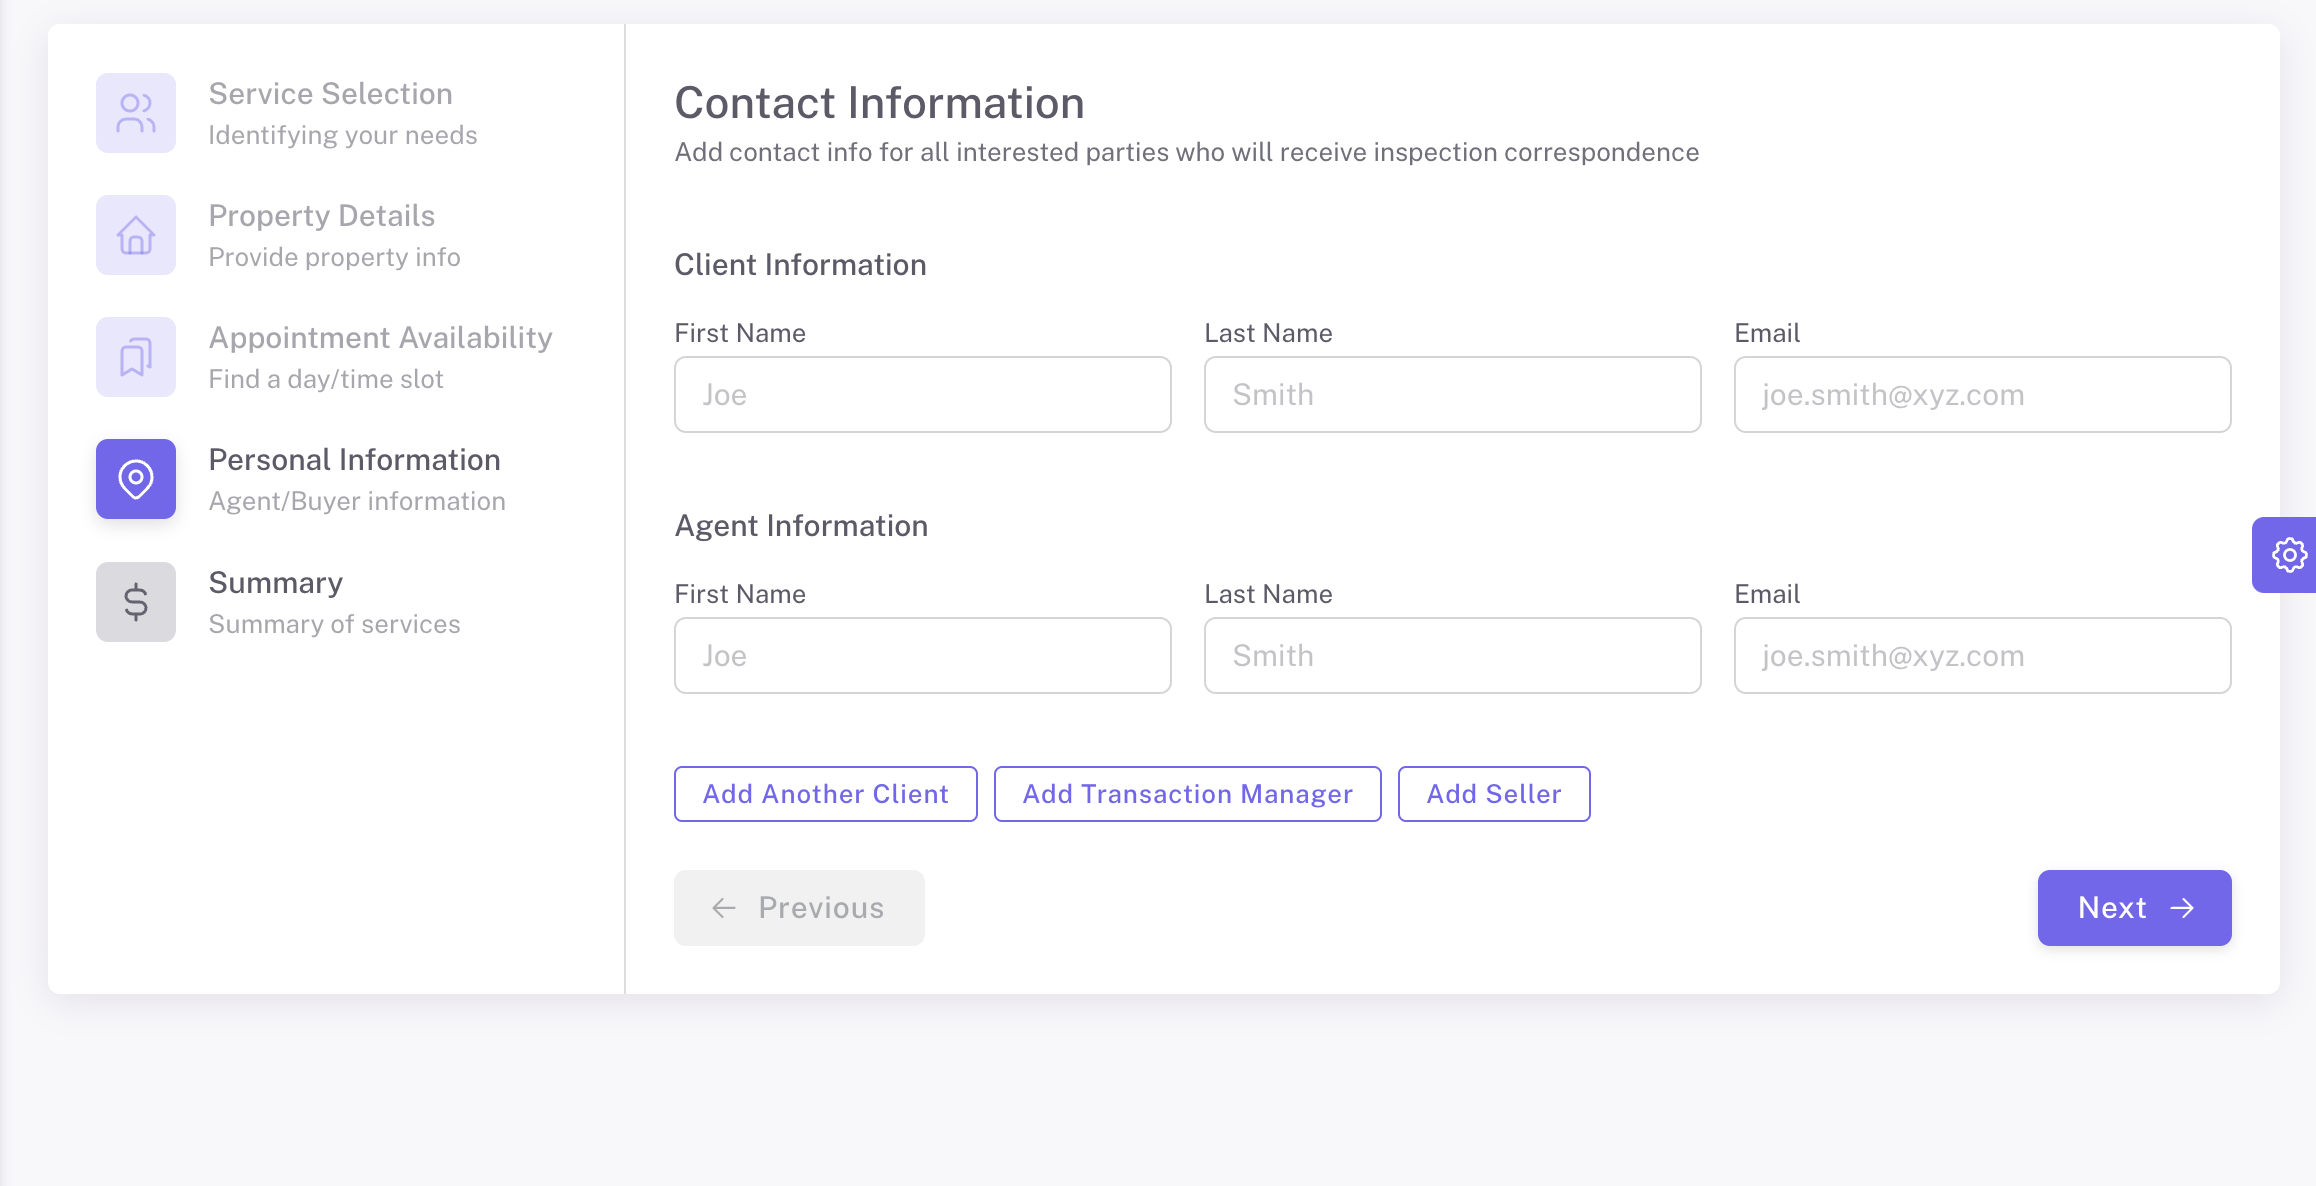 Service Selection
Identifying your needs
Property Details
Provide property info
Appointment Availability
Find a day/time slot
Personal Information
Agent/Buyer information
$
Summary
Summary of services
Contact Information
Add contact info for all interested parties who will receive inspection correspondence
Client Information
First Name Last Name Email
Joe Smith joe.smith@xyz.com
Agent Information
First Name Last Name Email
Joe Smith joe.smith@xyz.com
Add Another Client Add Transaction Manager Add Seller
← Previous Next →